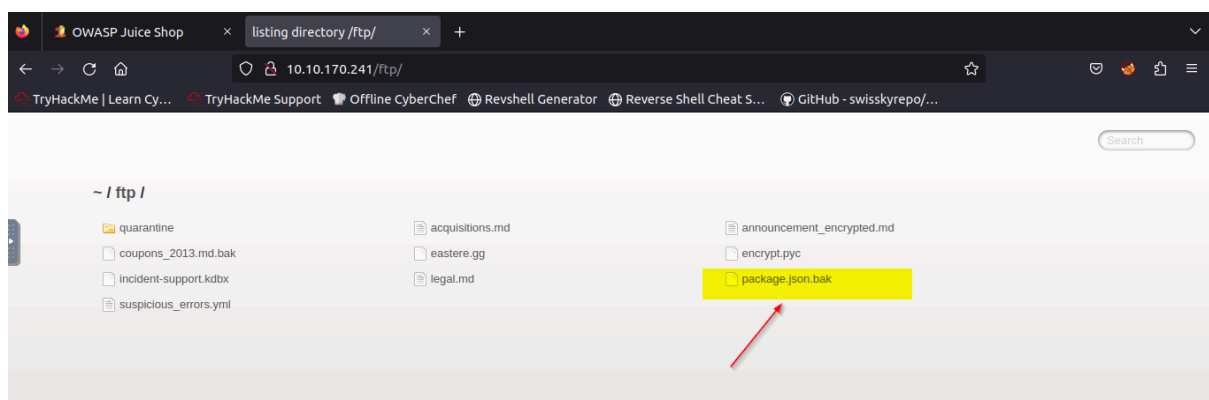 OWASP Juice Shop
listing directory /ftp/
10.10.170.241/ftp/
TryHackMe | Learn Cy... TryHackMe Support Offline CyberChef Revshell Generator Reverse Shell Cheat S... GitHub - swisskyrepo/...
Search
~ / ftp /
quarantine acquisitions.md announcement_encrypted.md
coupons_2013.md.bak eastere.gg encrypt.pyc
incident-support.kdbx legal.md package.json.bak
suspicious_errors.yml